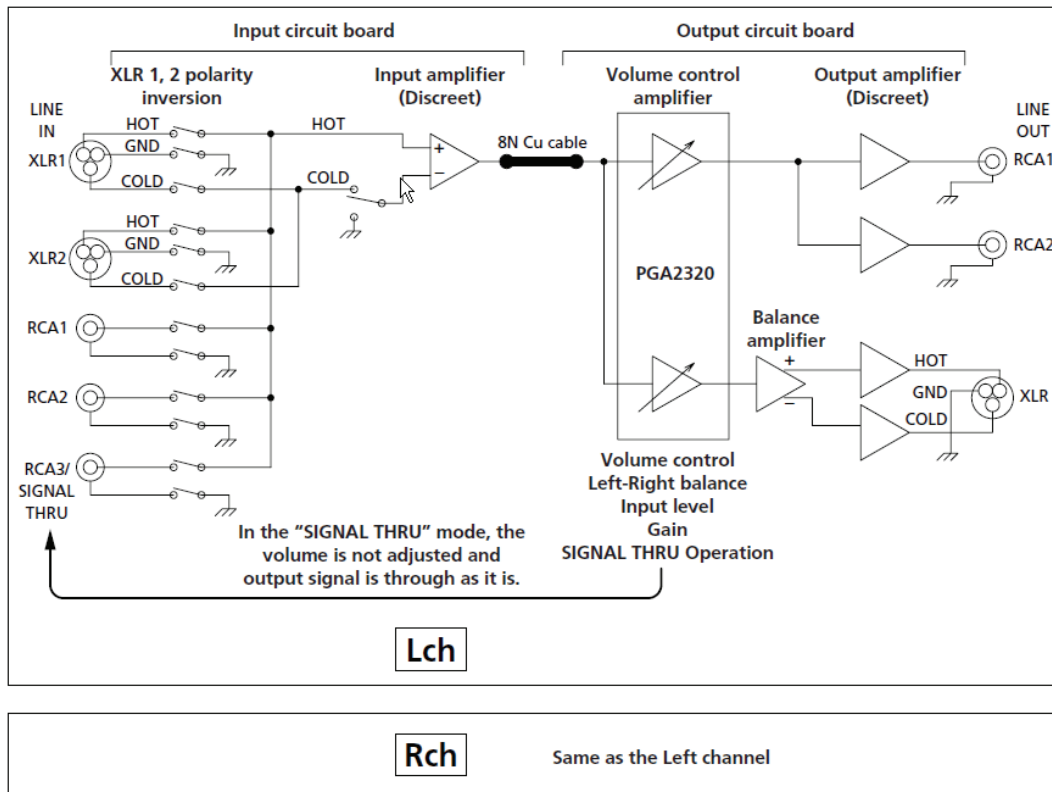 Input circuit board
Output circuit board
XLR 1, 2 polarity
inversion
Input amplifier
(Discreet)
Volume control
amplifier
Output amplifier
(Discreet)
LINE
IN
XLR1
HOT
GND
COLD
HOT
COLD
+
−
8N Cu cable
LINE
OUT
RCA1
RCA2
XLR2
HOT
GND
COLD
PGA2320
RCA1
RCA2
RCA3/
SIGNAL
THRU
Balance
amplifier
+
−
HOT
GND
COLD
XLR
Volume control
Left-Right balance
Input level
Gain
SIGNAL THRU Operation
In the “SIGNAL THRU” mode, the
volume is not adjusted and
output signal is through as it is.
Lch
Rch
Same as the Left channel